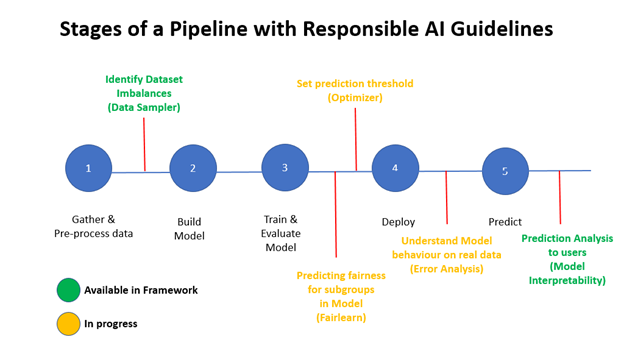 Stages of a Pipeline with Responsible AI Guidelines
Identify Dataset
Imbalances
(Data Sampler)
Set prediction threshold
(Optimizer)
1
2
3
4
5
Gather &
Pre-process data
Build
Model
Train &
Evaluate
Model
Deploy
Predict
Predicting fairness
for subgroups
in Model
(Fairlearn)
Understand Model
behaviour on real data
(Error Analysis)
Prediction Analysis
to users
(Model
Interpretability)
Available in Framework
In progress